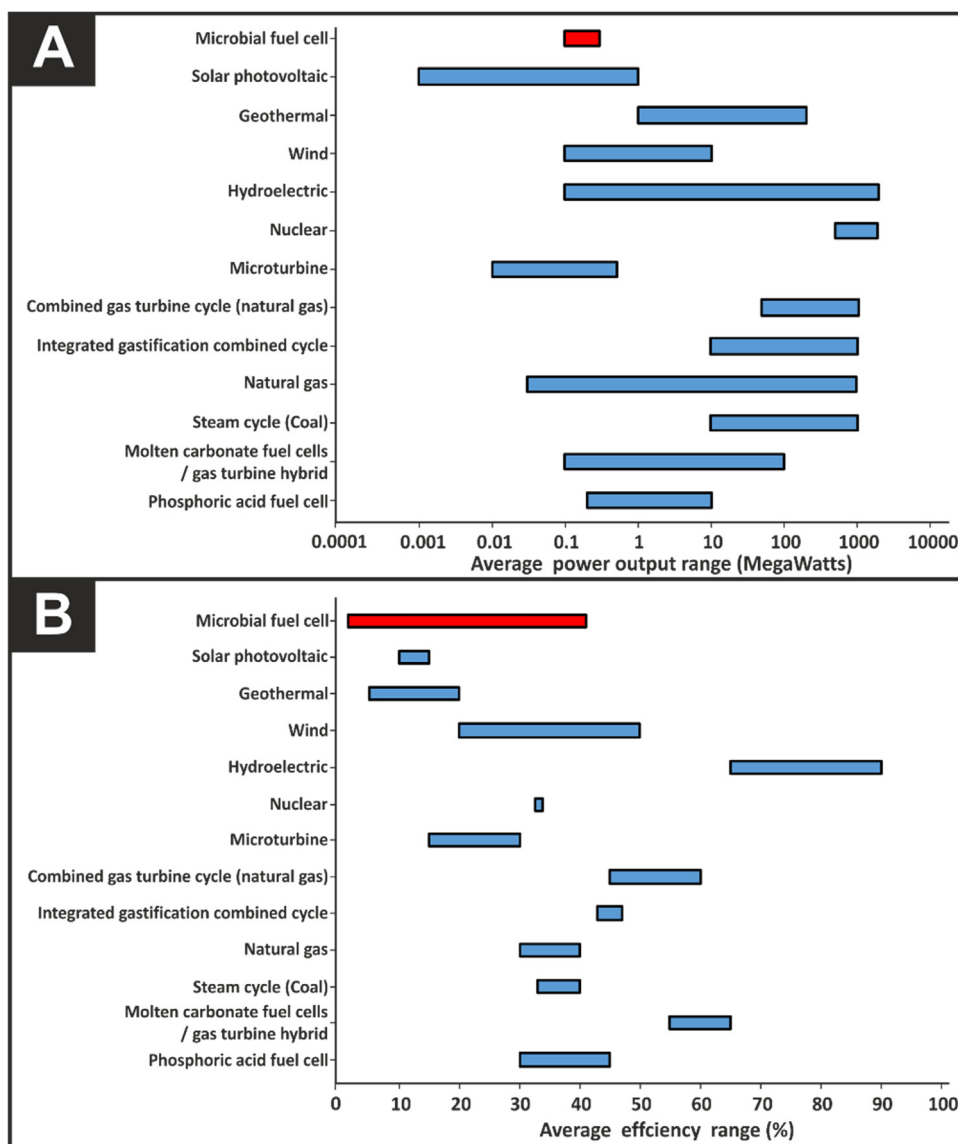 A
Microbial fuel cell
Solar photovoltaic
Geothermal
Wind
Hydroelectric
Nuclear
Microturbine
Combined gas turbine cycle (natural gas)
Integrated gastification combined cycle
Natural gas
Steam cycle (Coal)
Molten carbonate fuel cells
/ gas turbine hybrid
Phosphoric acid fuel cell
0.0001 0.001 0.01 0.1 1 10 100 1000 10000
Average power output range (MegaWatts)
B
Microbial fuel cell
Solar photovoltaic
Geothermal
Wind
Hydroelectric
Nuclear
Microturbine
Combined gas turbine cycle (natural gas)
Integrated gastification combined cycle
Natural gas
Steam cycle (Coal)
Molten carbonate fuel cells
/ gas turbine hybrid
Phosphoric acid fuel cell
0 10 20 30 40 50 60 70 80 90 100
Average effciency range (%)